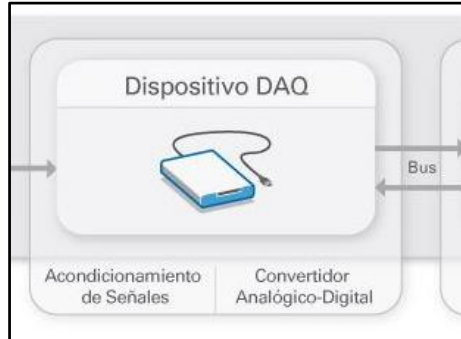 Dispositivo DAQ
Bus
Acondicionamiento
de Señales
Convertidor
Analógico-Digital